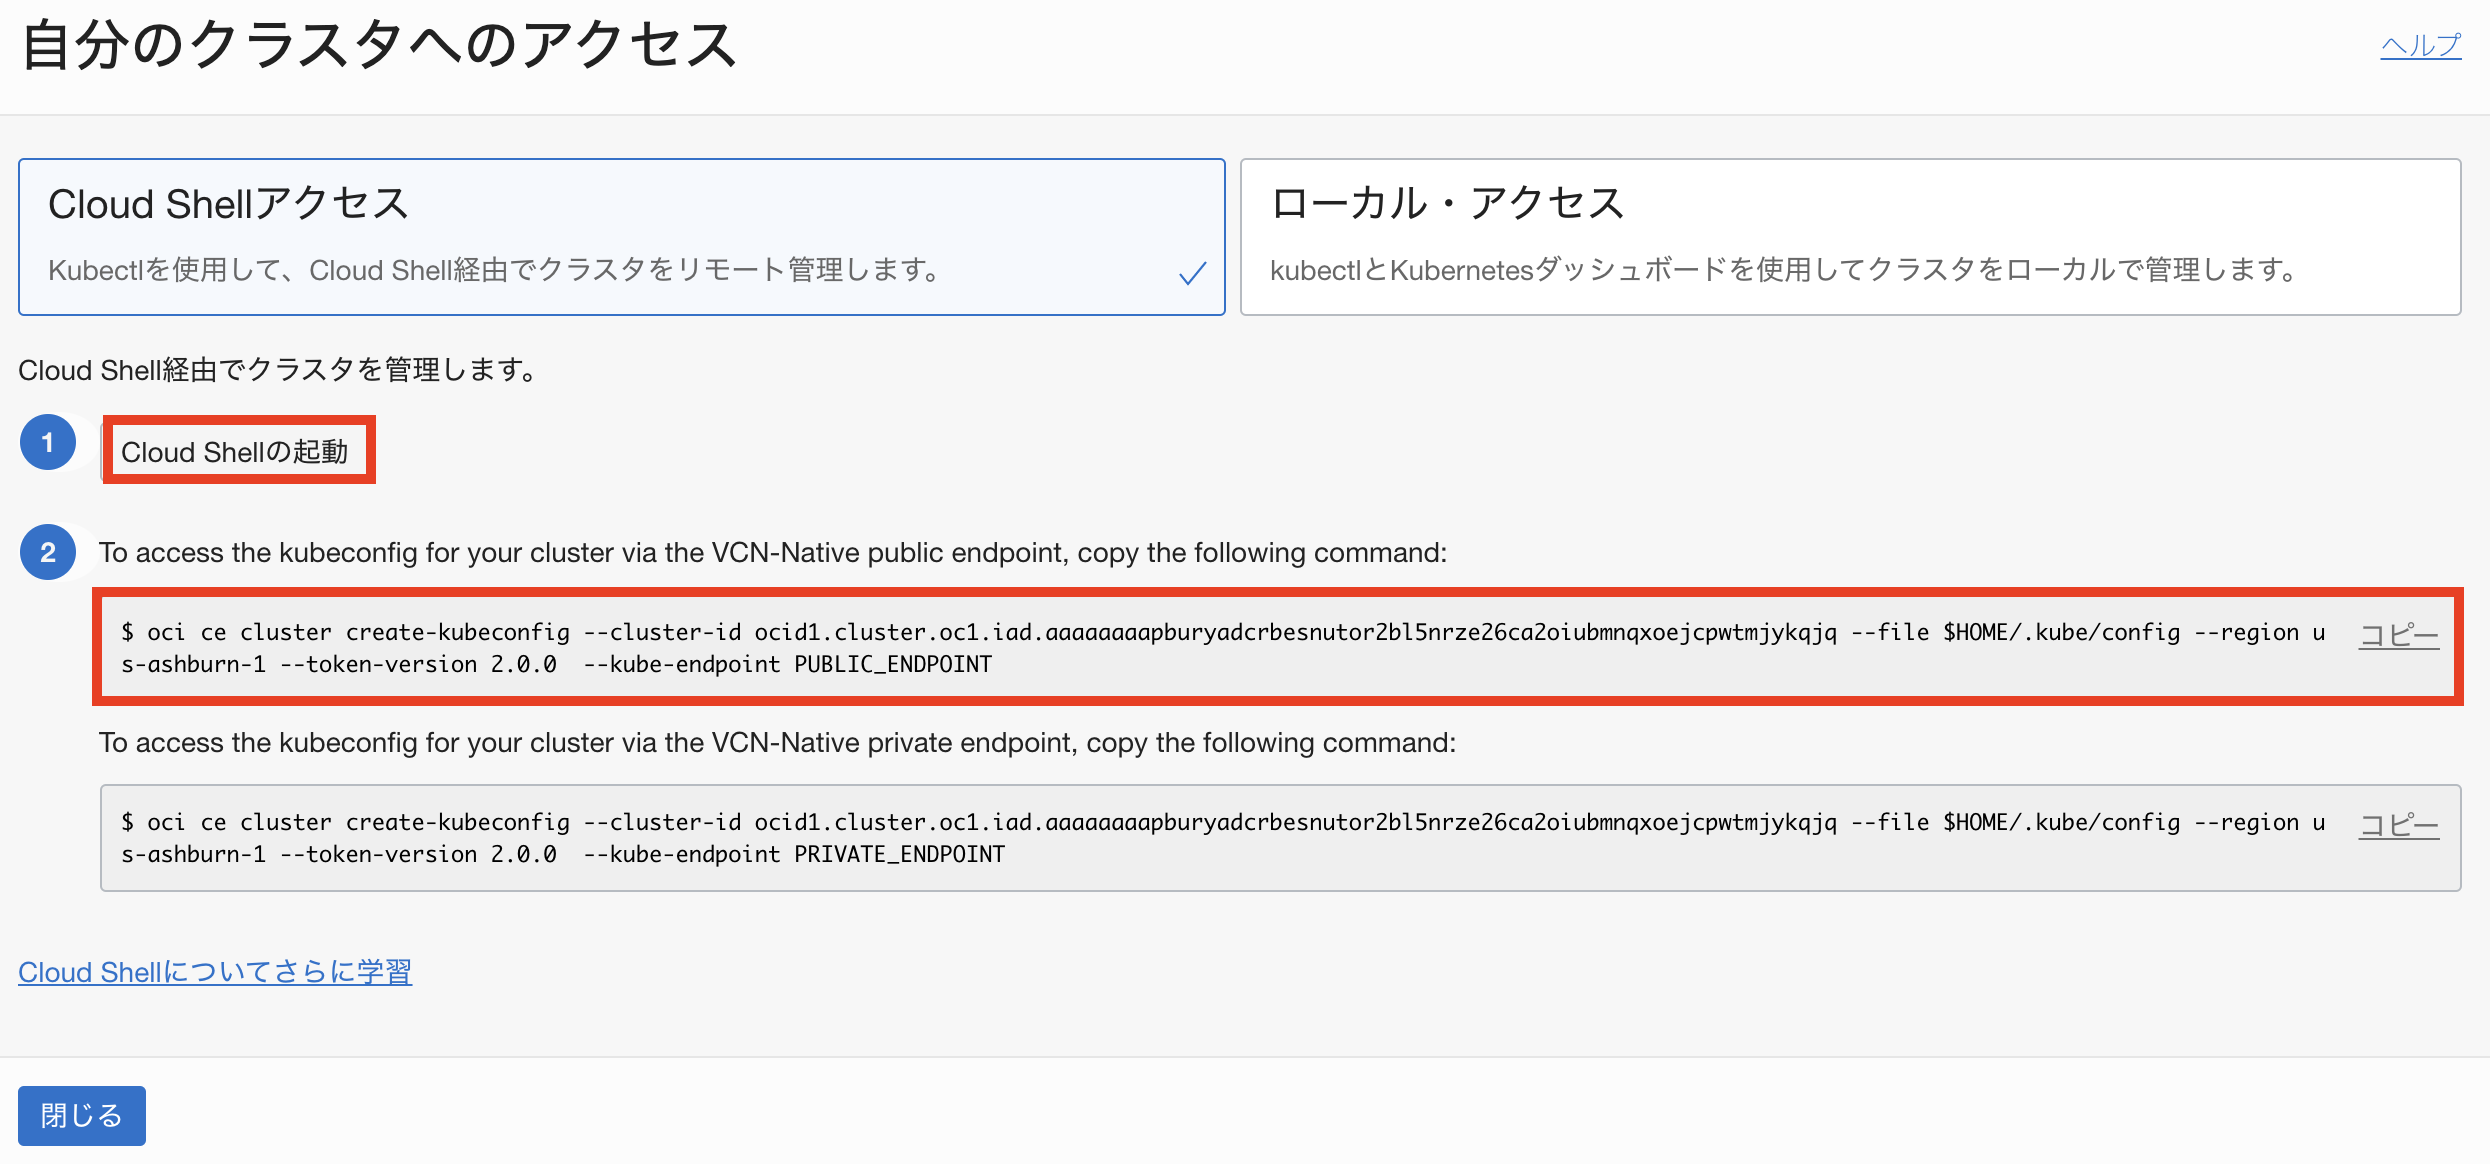 自分のクラスタへのアクセス
ヘルプ
Cloud Shellアクセス
Kubectlを使用して、Cloud Shell経由でクラスタをリモート管理します。
ローカル・アクセス
kubectlとKubernetesダッシュボードを使用してクラスタをローカルで管理します。
Cloud Shell経由でクラスタを管理します。
1
Cloud Shellの起動
2
To access the kubeconfig for your cluster via the VCN-Native public endpoint, copy the following command:
$ oci ce cluster create-kubeconfig --cluster-id ocid1.cluster.oc1.iad.aaaaaaaapburyadcrbesnutor2bl5nrze26ca2oiubmnqxoejcpwtmjykqjq --file $HOME/.kube/config --region u
s-ashburn-1 --token-version 2.0.0  --kube-endpoint PUBLIC_ENDPOINT
コピー
To access the kubeconfig for your cluster via the VCN-Native private endpoint, copy the following command:
$ oci ce cluster create-kubeconfig --cluster-id ocid1.cluster.oc1.iad.aaaaaaaapburyadcrbesnutor2bl5nrze26ca2oiubmnqxoejcpwtmjykqjq --file $HOME/.kube/config --region u
s-ashburn-1 --token-version 2.0.0  --kube-endpoint PRIVATE_ENDPOINT
コピー
Cloud Shellについてさらに学習
閉じる